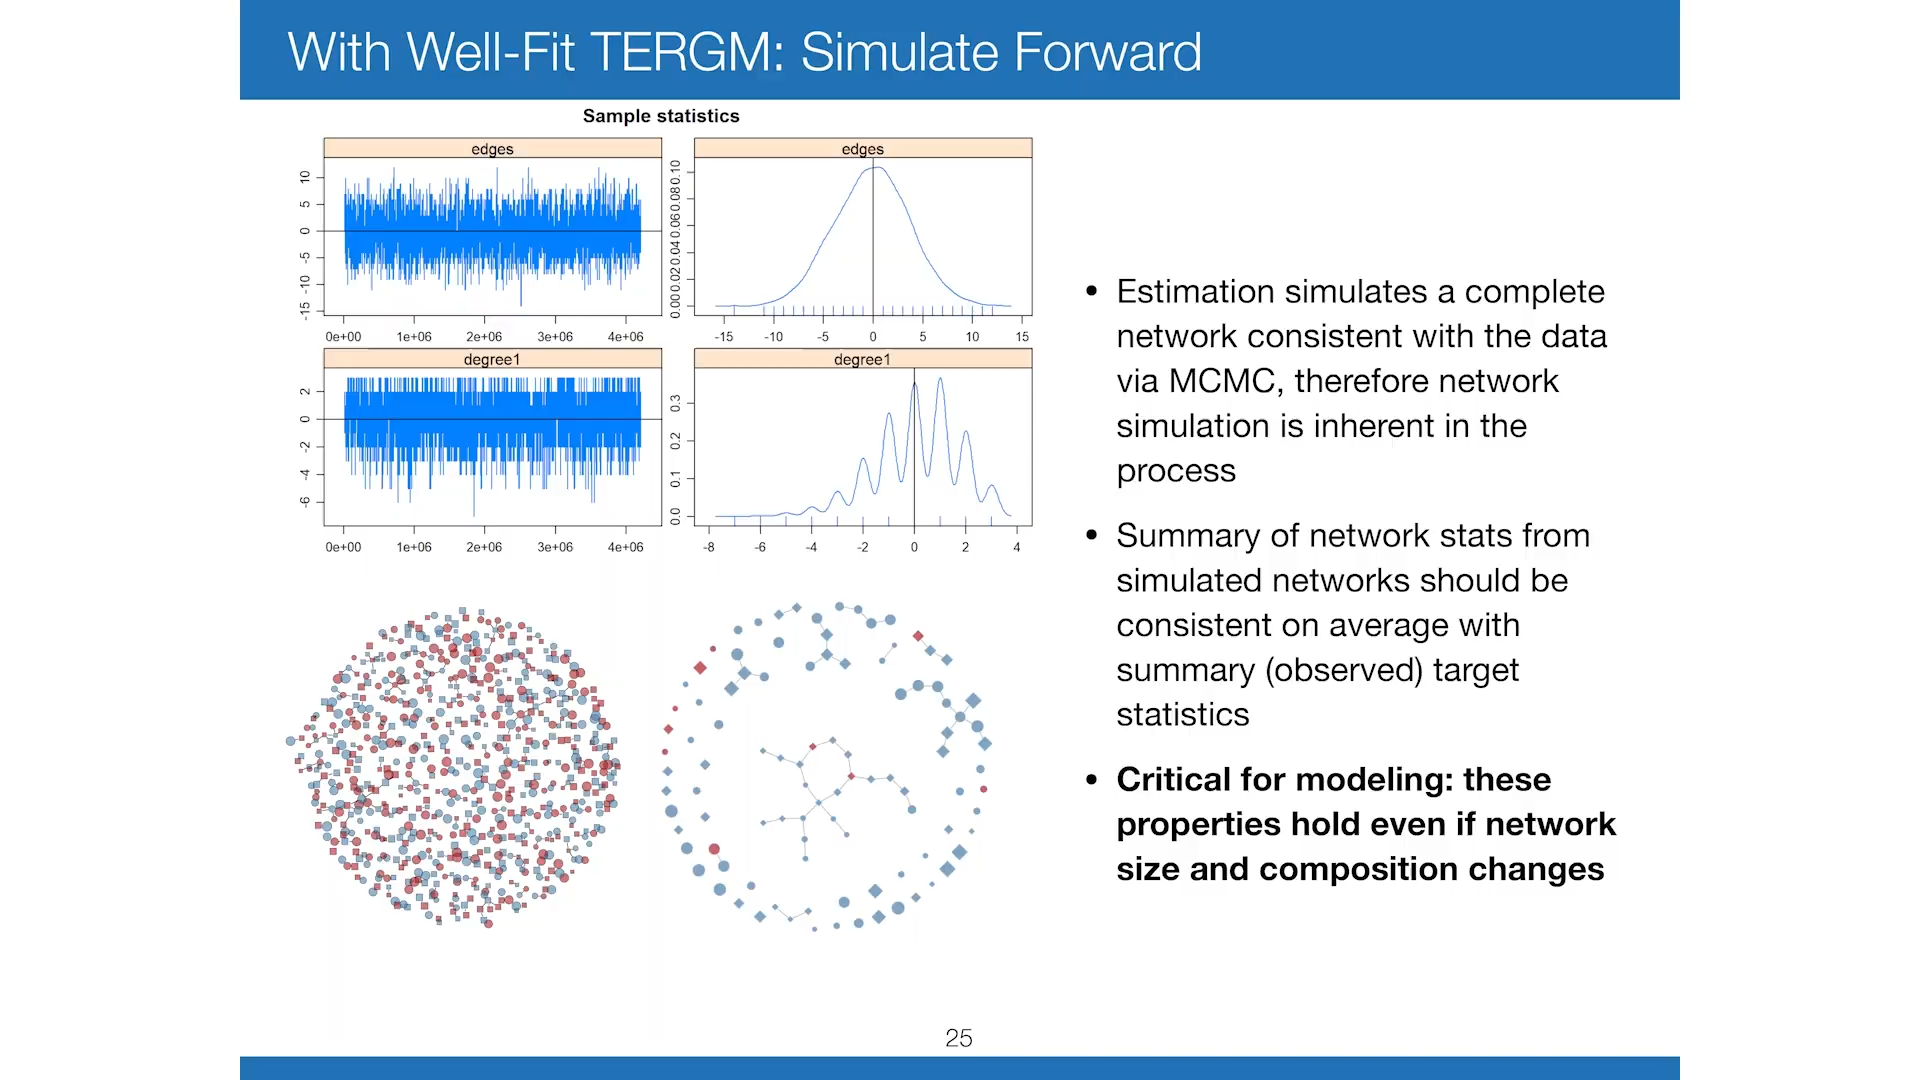 With Well-Fit TERGM: Simulate Forward
Sample statistics
edges
10
5
0
-5
-10
-15
0e+00 1e+06 2e+06 3e+06 4e+06
edges
0.10
0.08
0.06
0.04
0.02
0.00
-15 -10 -5 0 5 10 15
degree1
2
0
-2
-4
-6
0e+00 1e+06 2e+06 3e+06 4e+06
degree1
0.3
0.2
0.1
0.0
-8 -6 -4 -2 0 2 4
• Estimation simulates a complete
network consistent with the data
via MCMC, therefore network
simulation is inherent in the
process
• Summary of network stats from
simulated networks should be
consistent on average with
summary (observed) target
statistics
• Critical for modeling: these
properties hold even if network
size and composition changes
25